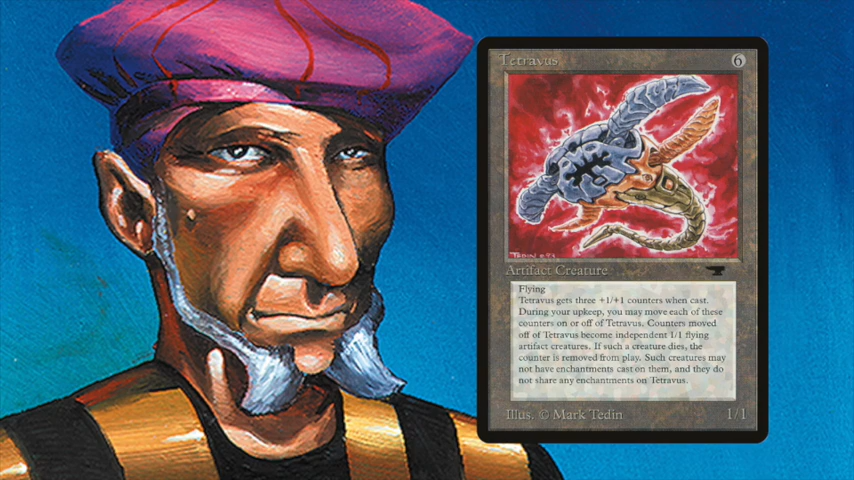 Tetravus 6
TEDIN
Artifact Creature
Flying
Tetravus gets three +1/+1 counters when cast.
During your upkeep, you may move each of these
counters on or off of Tetravus. Counters moved
off of Tetravus become independent 1/1 flying
artifact creatures. If such a creature dies, the
counter is removed from play. Such creatures may
not have enchantments cast on them, and they do
not share any enchantments on Tetravus.
Illus. © Mark Tedin 1/1